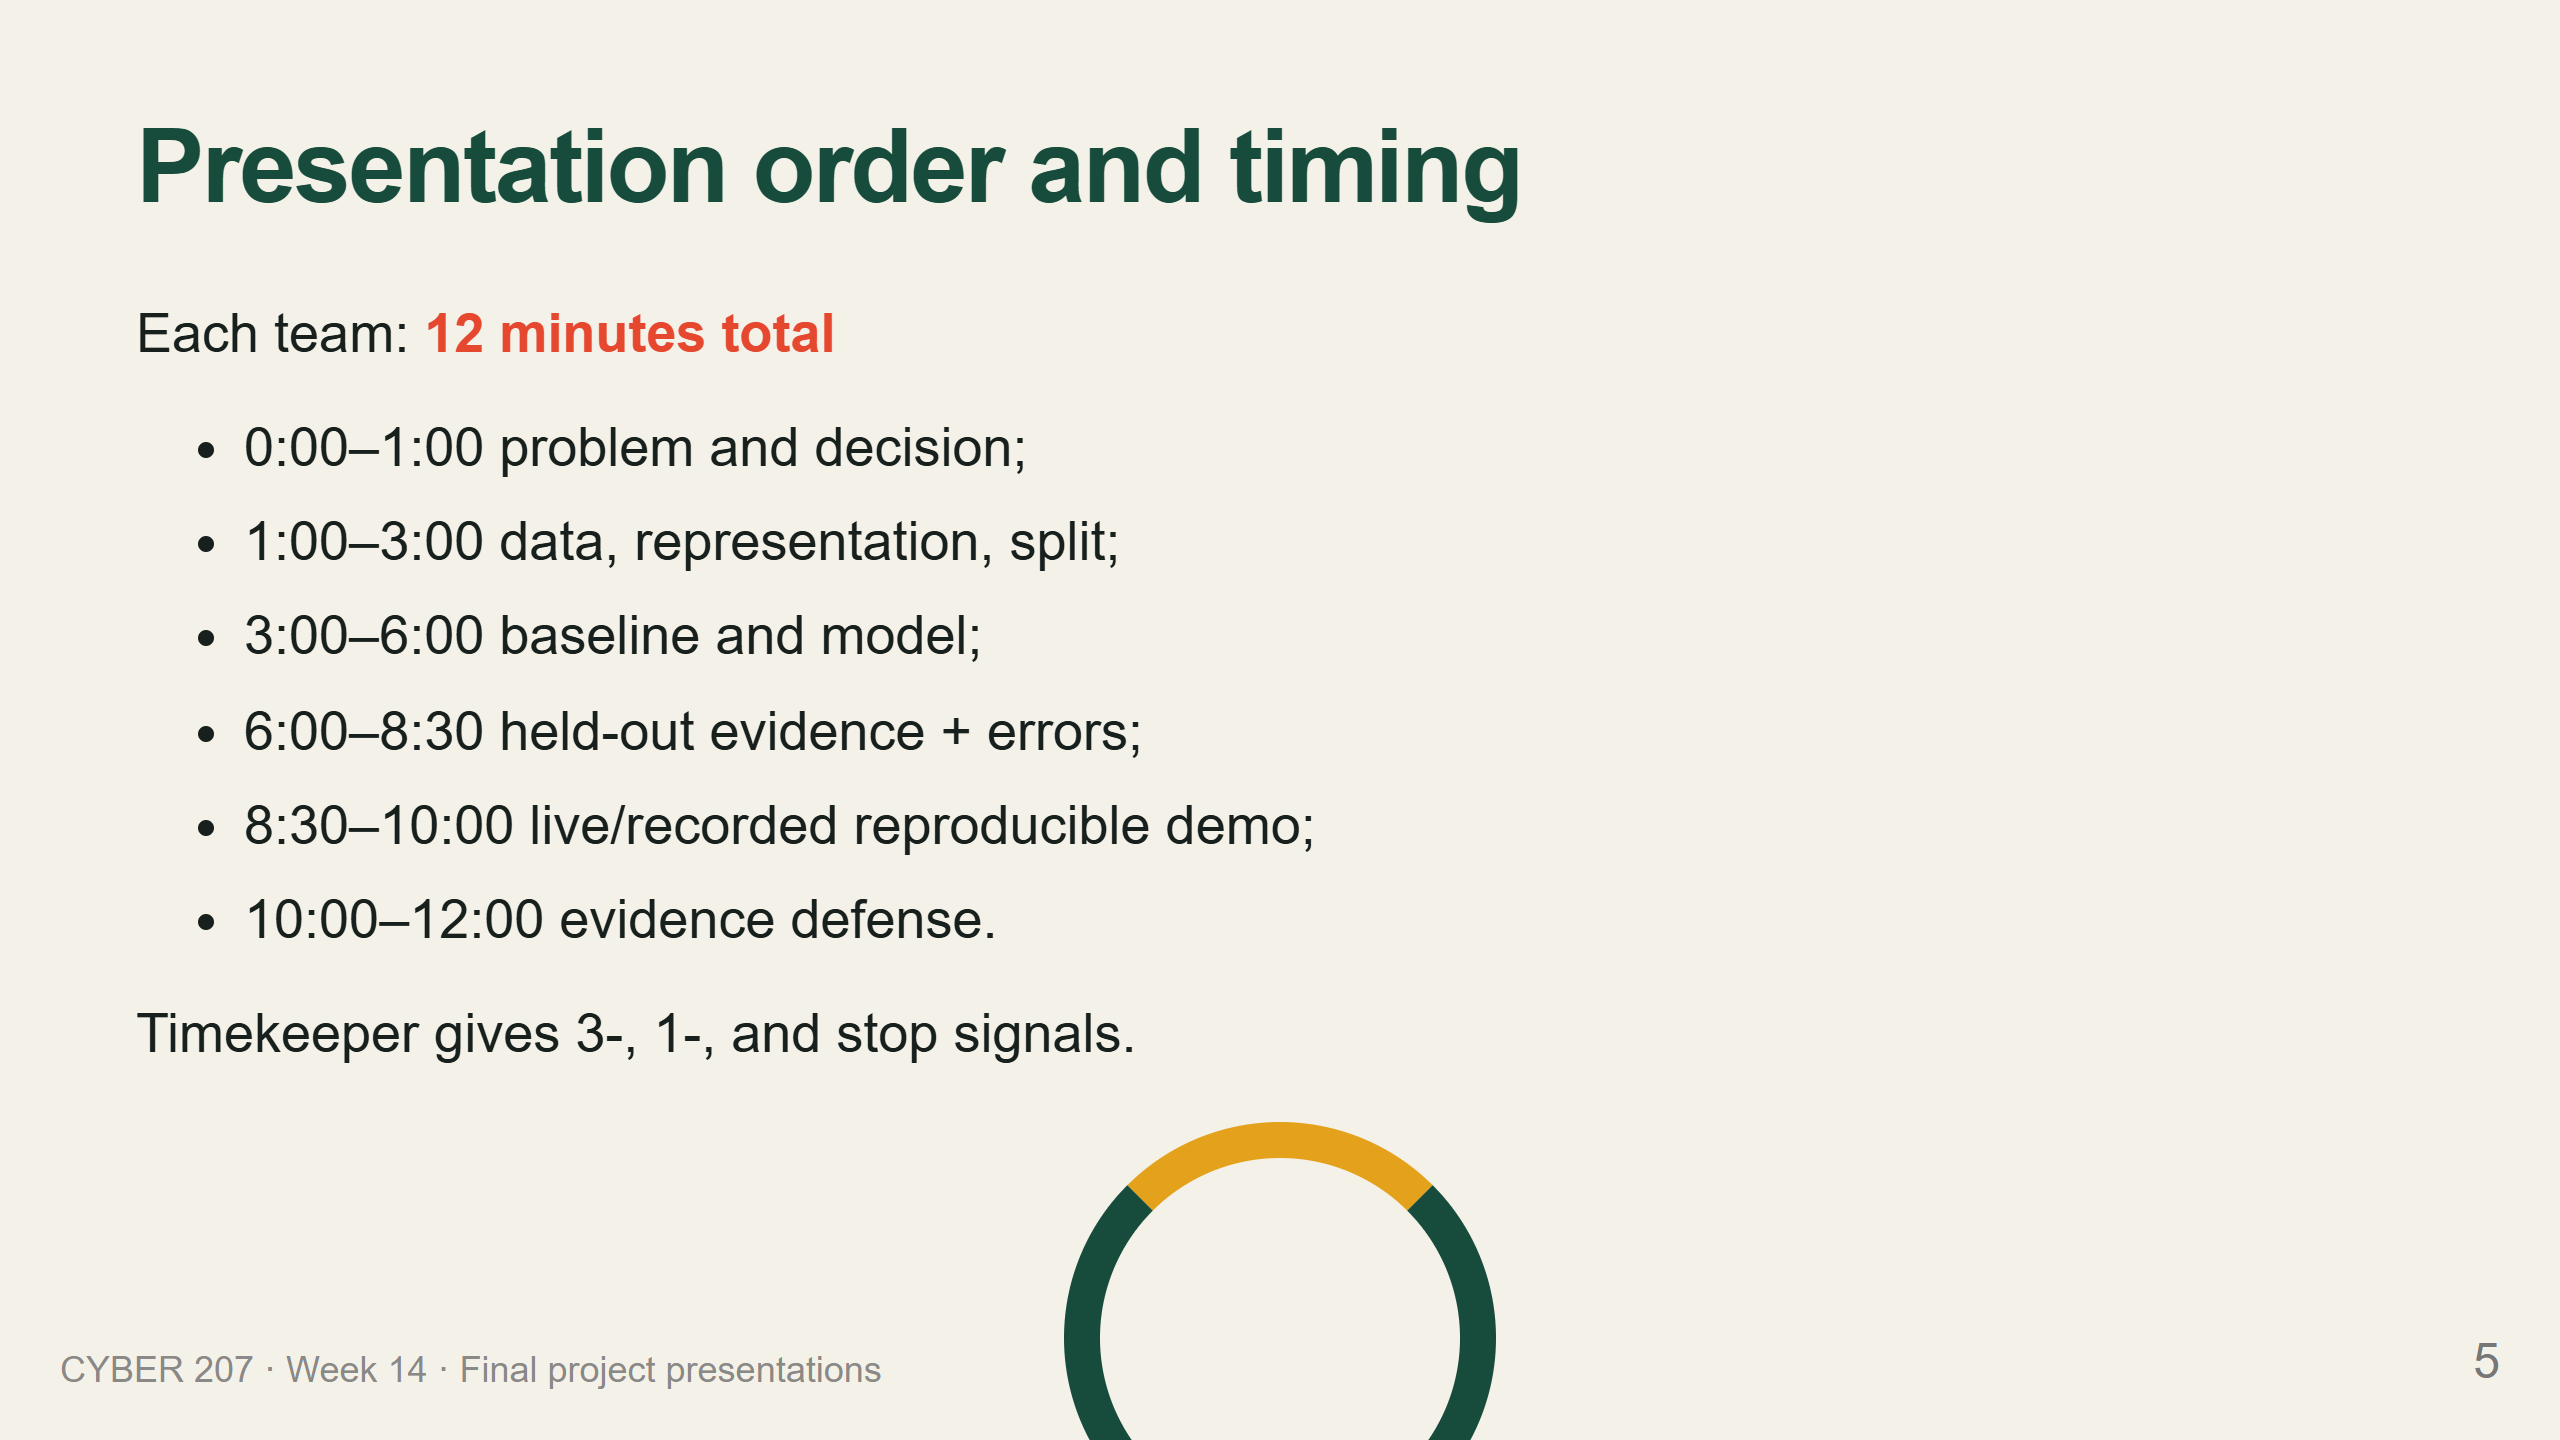 Presentation order and timing
Each team: 12 minutes total
• 0:00–1:00 problem and decision;
• 1:00–3:00 data, representation, split;
• 3:00–6:00 baseline and model;
• 6:00–8:30 held-out evidence + errors;
• 8:30–10:00 live/recorded reproducible demo;
• 10:00–12:00 evidence defense.
Timekeeper gives 3-, 1-, and stop signals.
CYBER 207 · Week 14 · Final project presentations
5